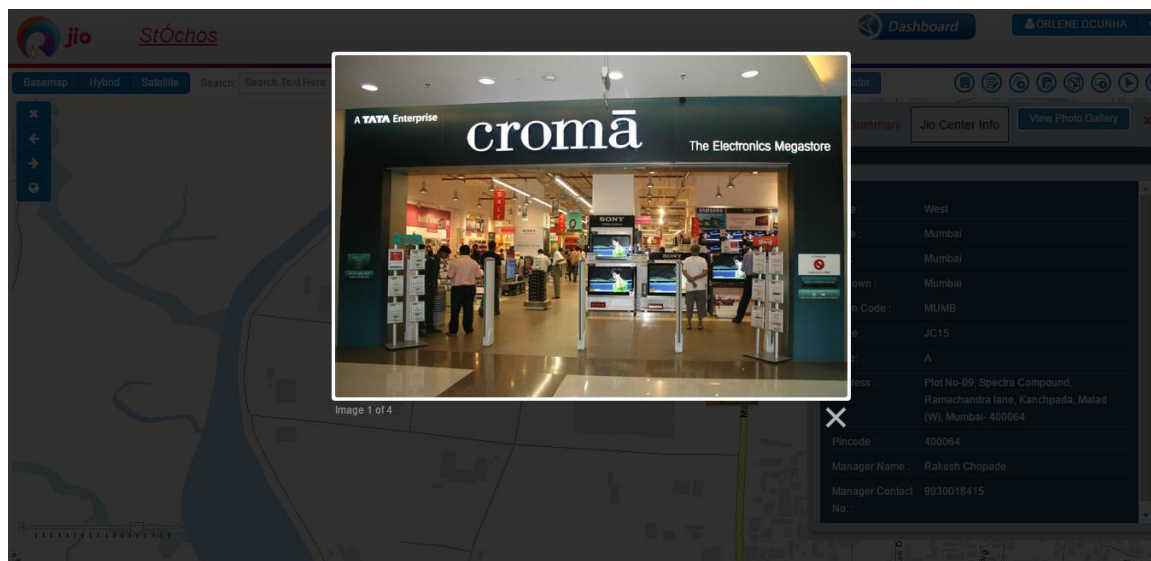 jio
StÓchos
Dashboard
ORLENE.DCUNHA
Basemap Hybrid Satellite Search: Search Text Here
Summary Jio Center Info View Photo Gallery
A TATA Enterprise
cromā
The Electronics Megastore
SALE
SONY
SAMSUNG
SONY
Image 1 of 4
West
Mumbai
Mumbai
Mumbai
Code : MUMB
JC15
A
Plot No-09, Spectra Compound,
Ramachandra lane, Kanchpada, Malad
(W), Mumbai- 400064
Pincode : 400064
Manager Name : Rakesh Chopade
Manager Contact 9930018415
No. :